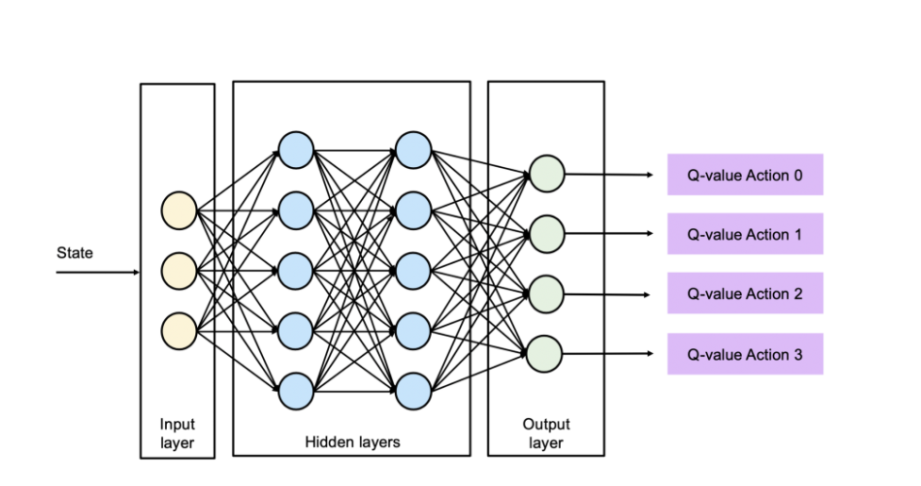 State
Input
layer
Hidden layers
Output
layer
Q-value Action 0
Q-value Action 1
Q-value Action 2
Q-value Action 3